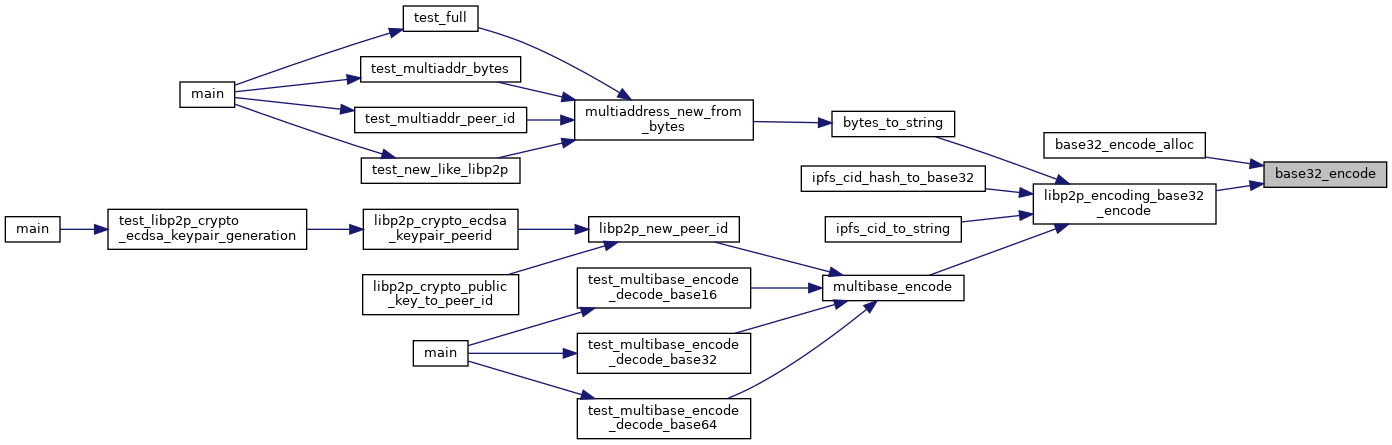 test_full
test_multiaddr_bytes
main
multiaddress_new_from
_bytes
test_multiaddr_peer_id
bytes_to_string
base32_encode_alloc
test_new_like_libp2p
ipfs_cid_hash_to_base32
base32_encode
libp2p_encoding_base32
_encode
main
test_libp2p_crypto
_ecdsa_keypair_generation
libp2p_crypto_ecdsa
_keypair_peerid
libp2p_new_peer_id
ipfs_cid_to_string
libp2p_crypto_public
_key_to_peer_id
test_multibase_encode
_decode_base16
multibase_encode
main
test_multibase_encode
_decode_base32
test_multibase_encode
_decode_base64